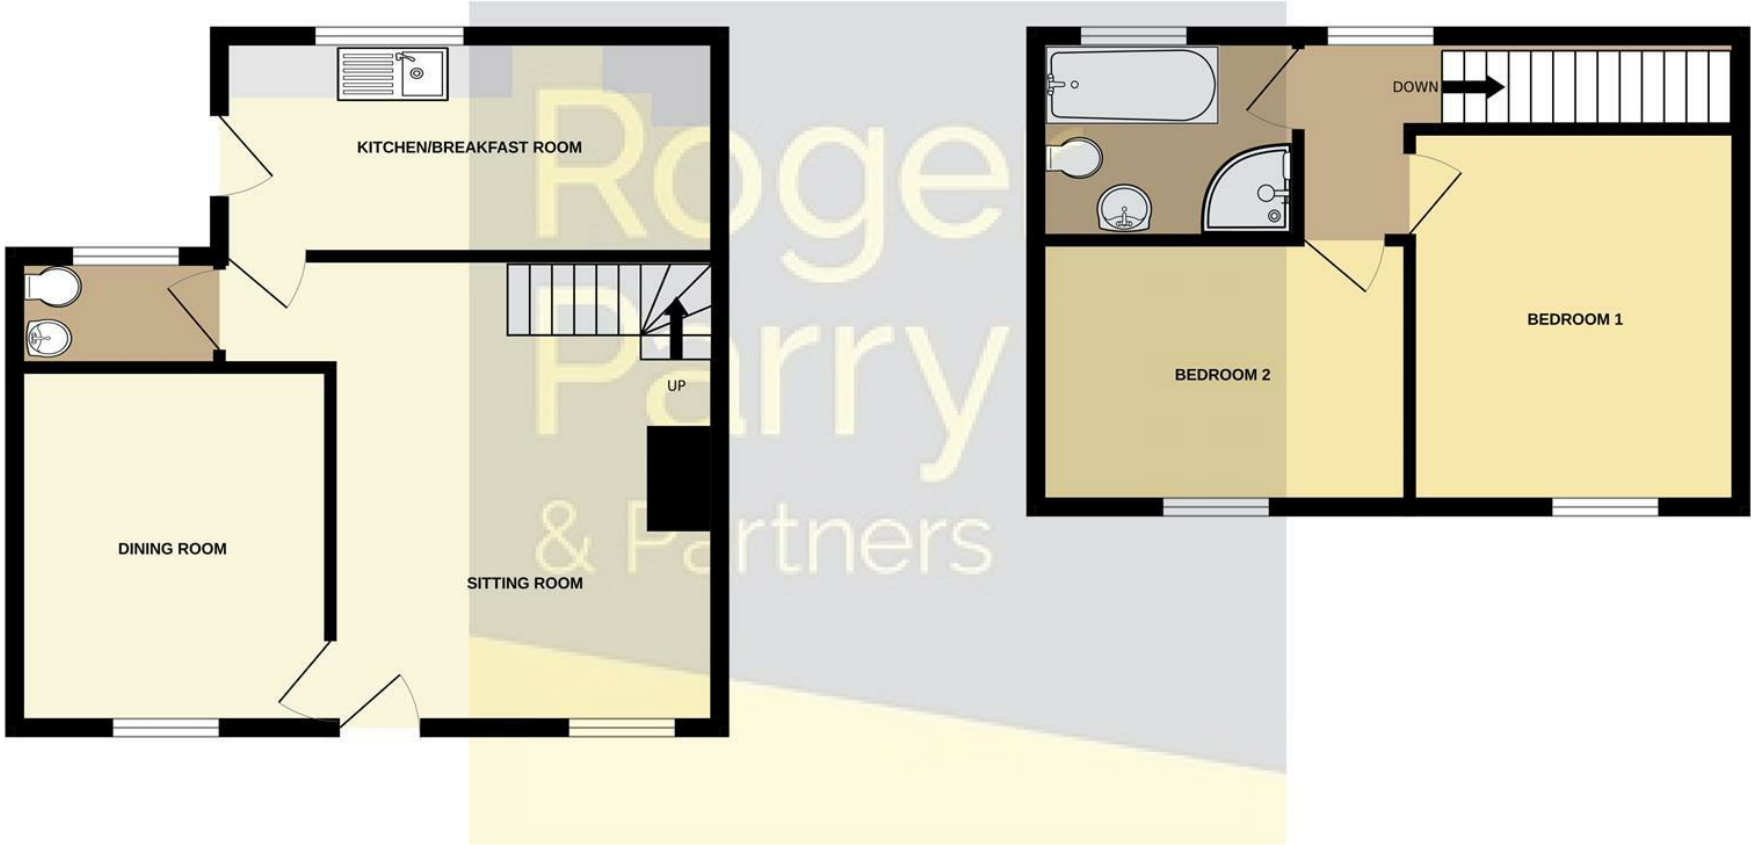 KITCHEN/BREAKFAST ROOM
UP
DINING ROOM
SITTING ROOM
DOWN
BEDROOM 1
BEDROOM 2
Roger
Parry
& Partners